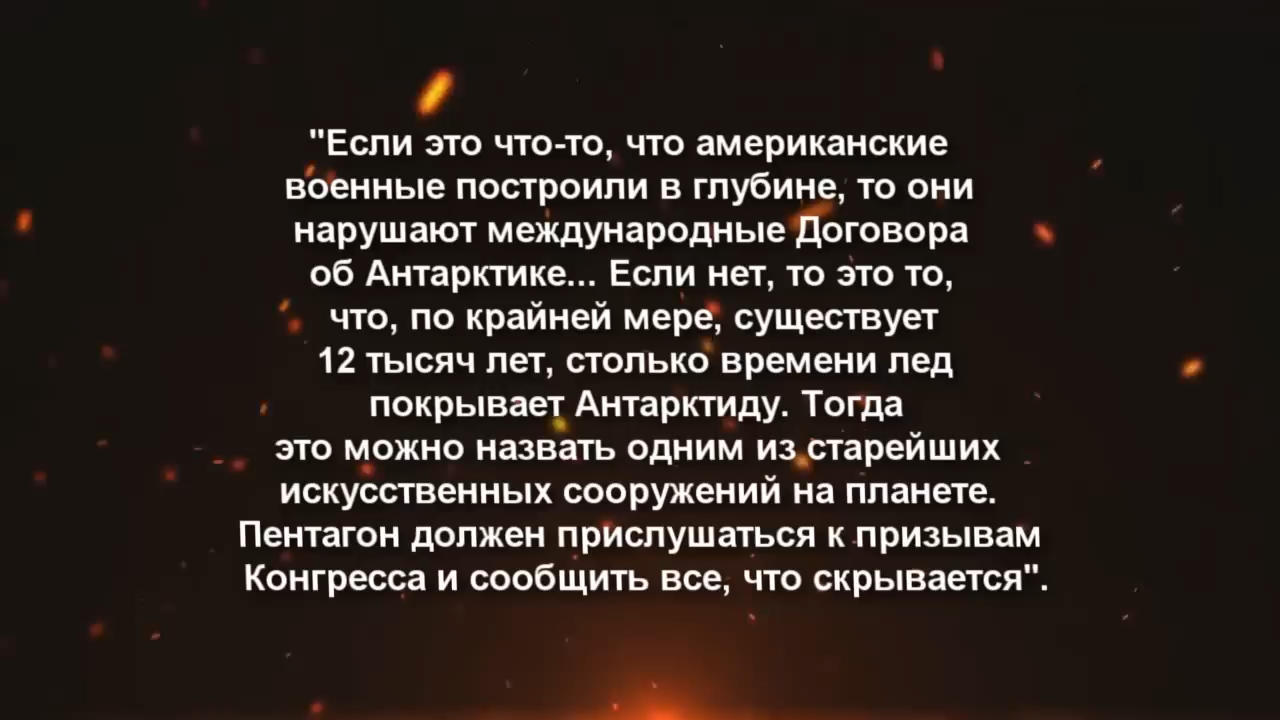 "Если это что-то, что американские
военные построили в глубине, то они
нарушают международные Договора
об Антарктике... Если нет, то это то,
что, по крайней мере, существует
12 тысяч лет, столько времени лед
покрывает Антарктиду. Тогда
это можно назвать одним из старейших
искусственных сооружений на планете.
Пентагон должен прислушаться к призывам
Конгресса и сообщить все, что скрывается".